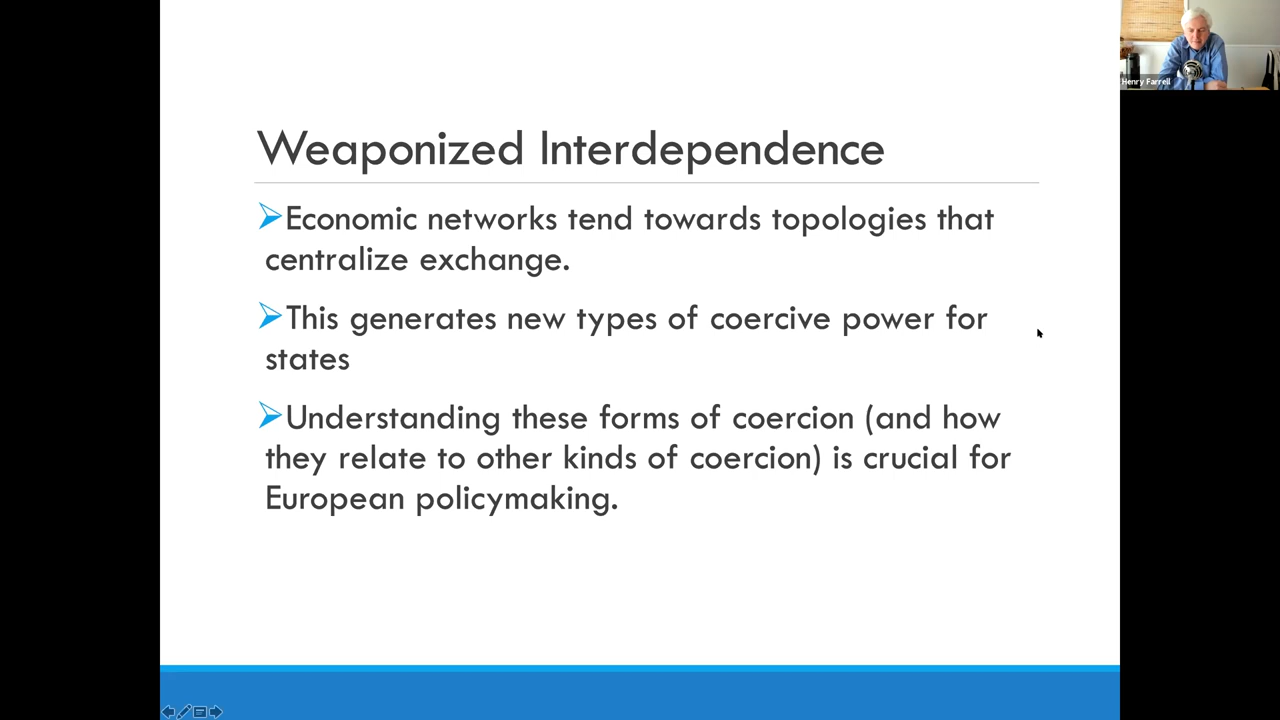 Weaponized Interdependence
Economic networks tend towards topologies that
centralize exchange.
This generates new types of coercive power for
states
Understanding these forms of coercion (and how
they relate to other kinds of coercion) is crucial for
European policymaking.
Henry Farrell